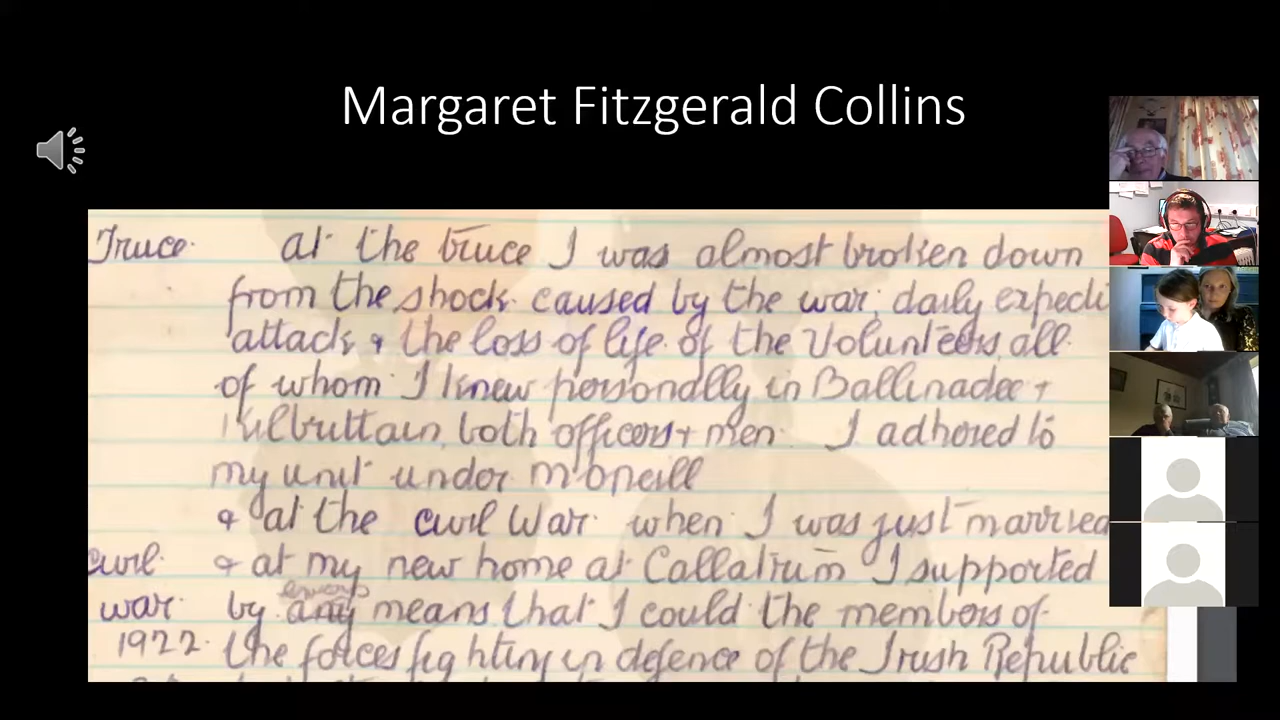 Margaret Fitzgerald Collins
Truce. at the truce I was almost broken down
from the shock caused by the war, daily expecti
attack & the loss of life of the Volunteers, all
of whom I knew personally in Ballinadee +
Kilbrittain, both officers + men. I adhered to
my unit under M'Oneill
& at the civil War when I was just married
civil & at my new home at Callatrim I supported
every
war by any means that I could the members of
1922. the forces fighting in defence of the Irish Republic